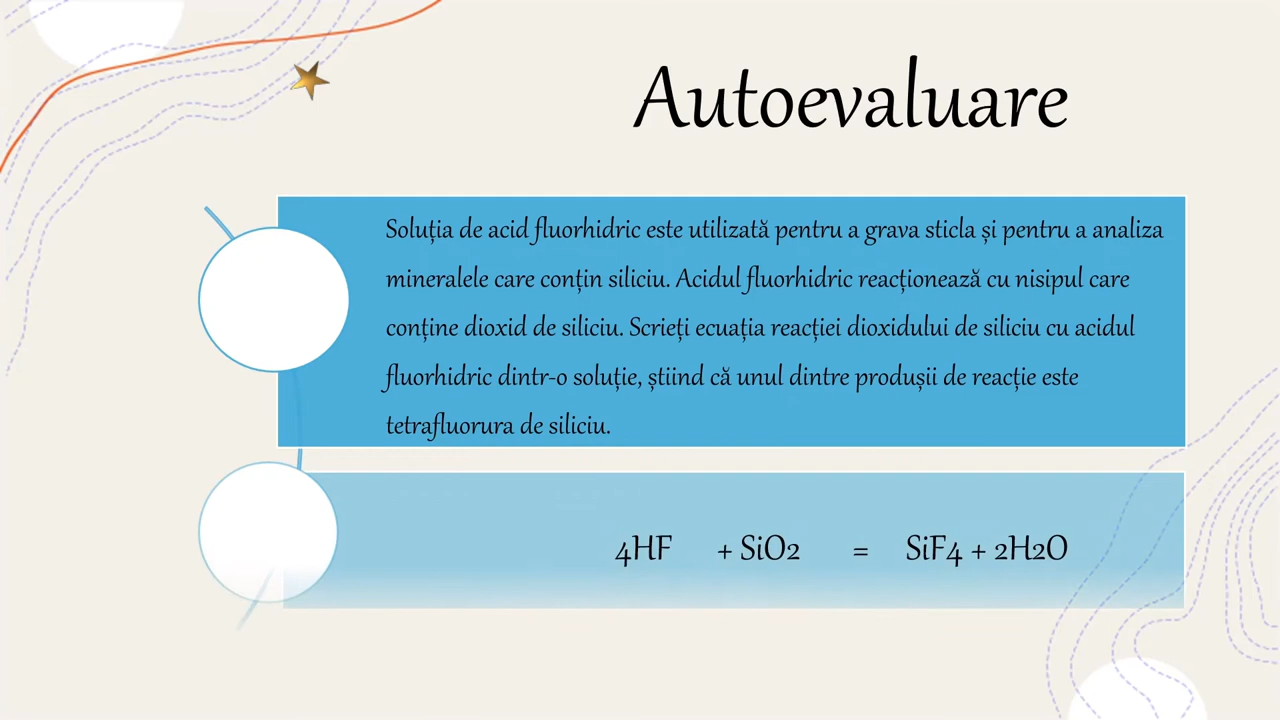 Autoevaluare
Soluția de acid fluorhidric este utilizată pentru a grava sticla și pentru a analiza
mineralele care conțin siliciu. Acidul fluorhidric reacționează cu nisipul care
conține dioxid de siliciu. Scrieți ecuația reacției dioxidului de siliciu cu acidul
fluorhidric dintr-o soluție, știind că unul dintre produșii de reacție este
tetrafluorura de siliciu.
4HF + SiO2 = SiF4 + 2H2O